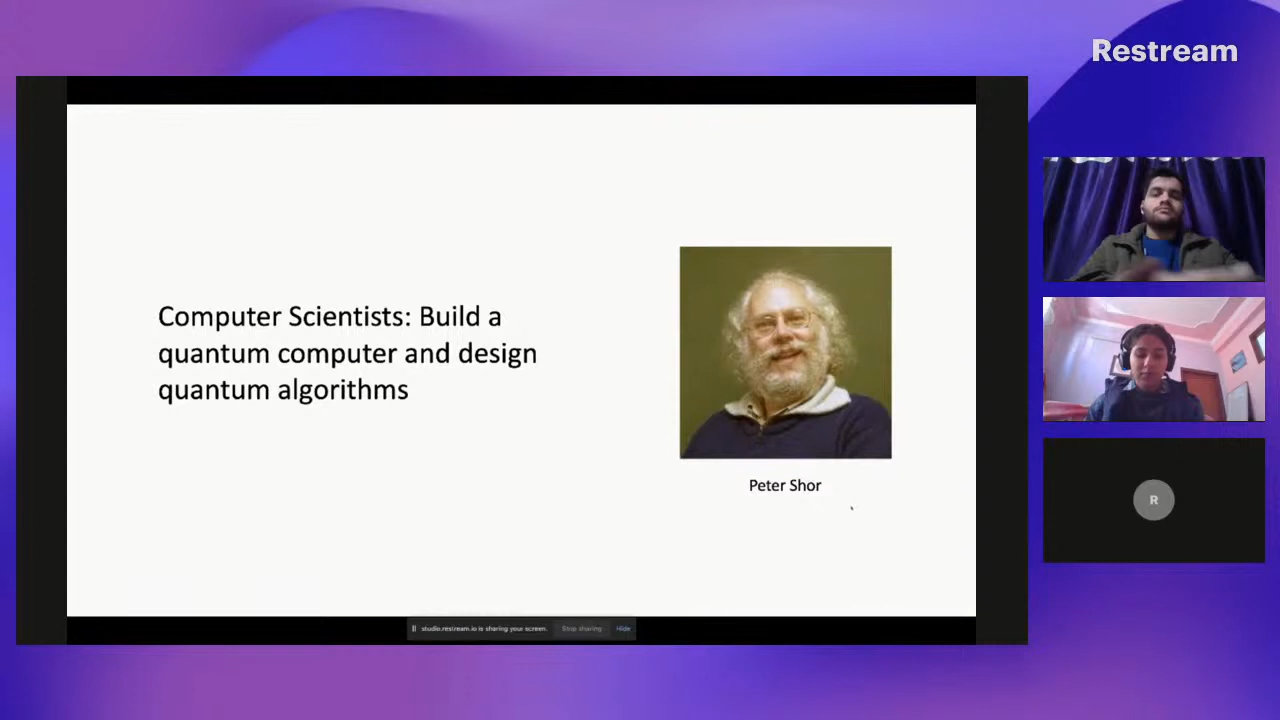 Restream
Computer Scientists: Build a
quantum computer and design
quantum algorithms
Peter Shor
R
studio.restream.io is sharing your screen.
Stop sharing
Hide